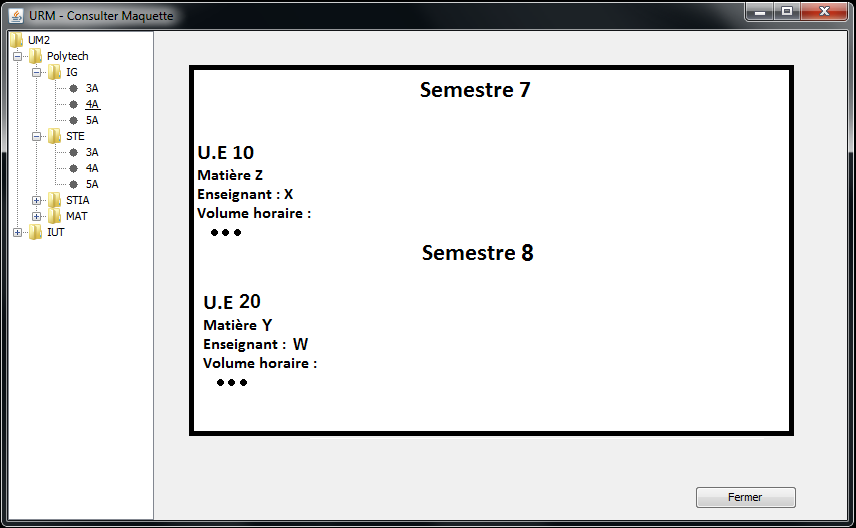 URM - Consulter Maquette
UM2
Polytech
IG
3A
4A
5A
STE
3A
4A
5A
STIA
MAT
IUT
Semestre 7
U.E 10
Matière Z
Enseignant : X
Volume horaire :
•••
Semestre 8
U.E 20
Matière Y
Enseignant : W
Volume horaire :
•••
Fermer